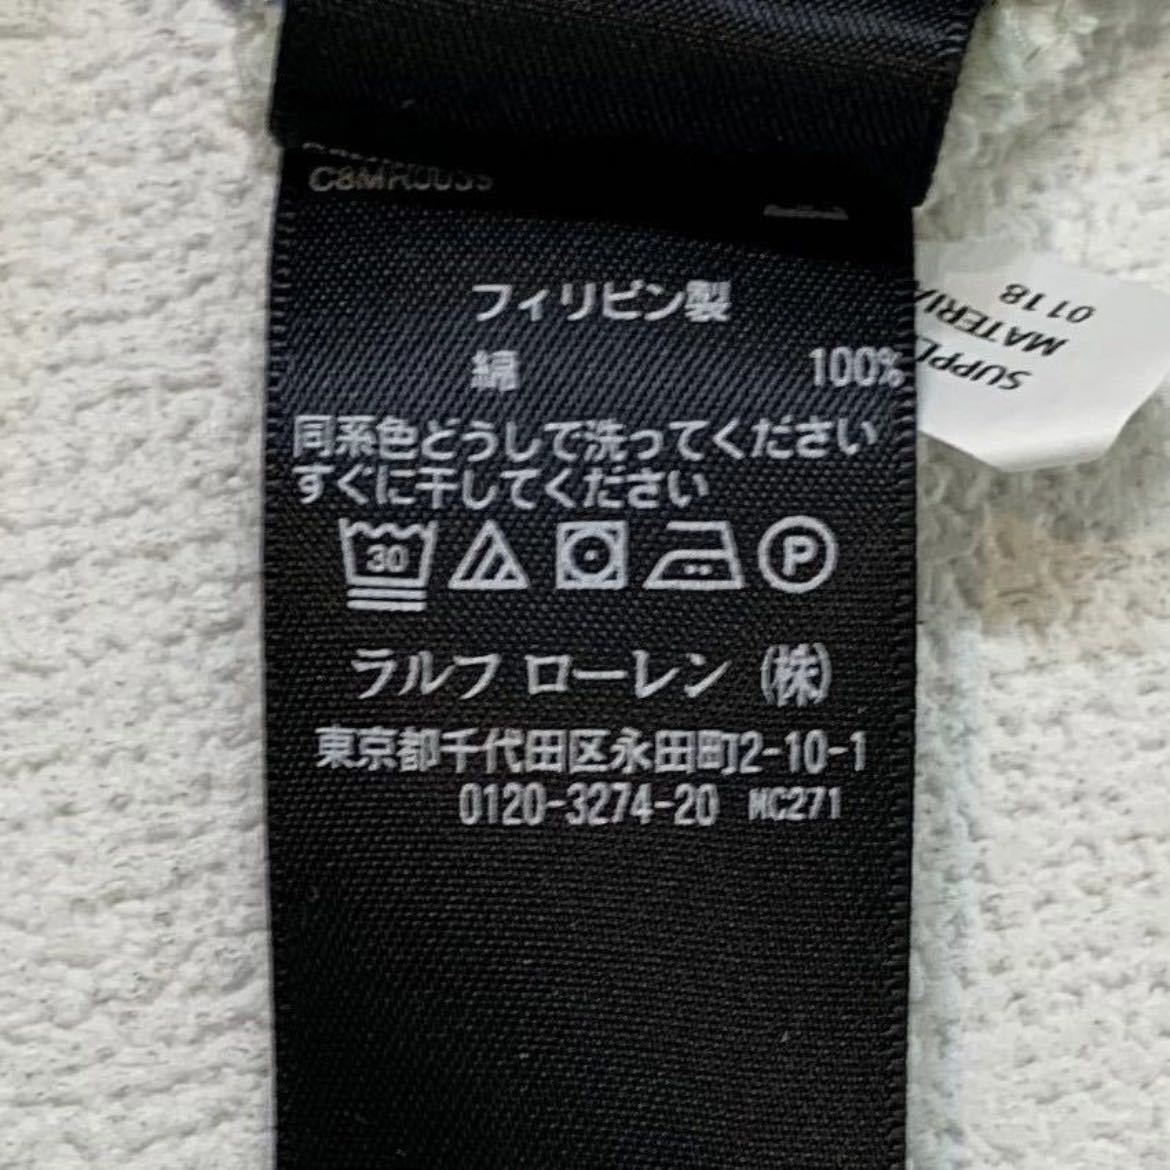 フィリピン製
綿 100%
同系色どうしで洗ってください
すぐに干してください
30
P
ラルフ ローレン (株)
東京都千代田区永田町2-10-1
0120-3274-20 MC271
0118